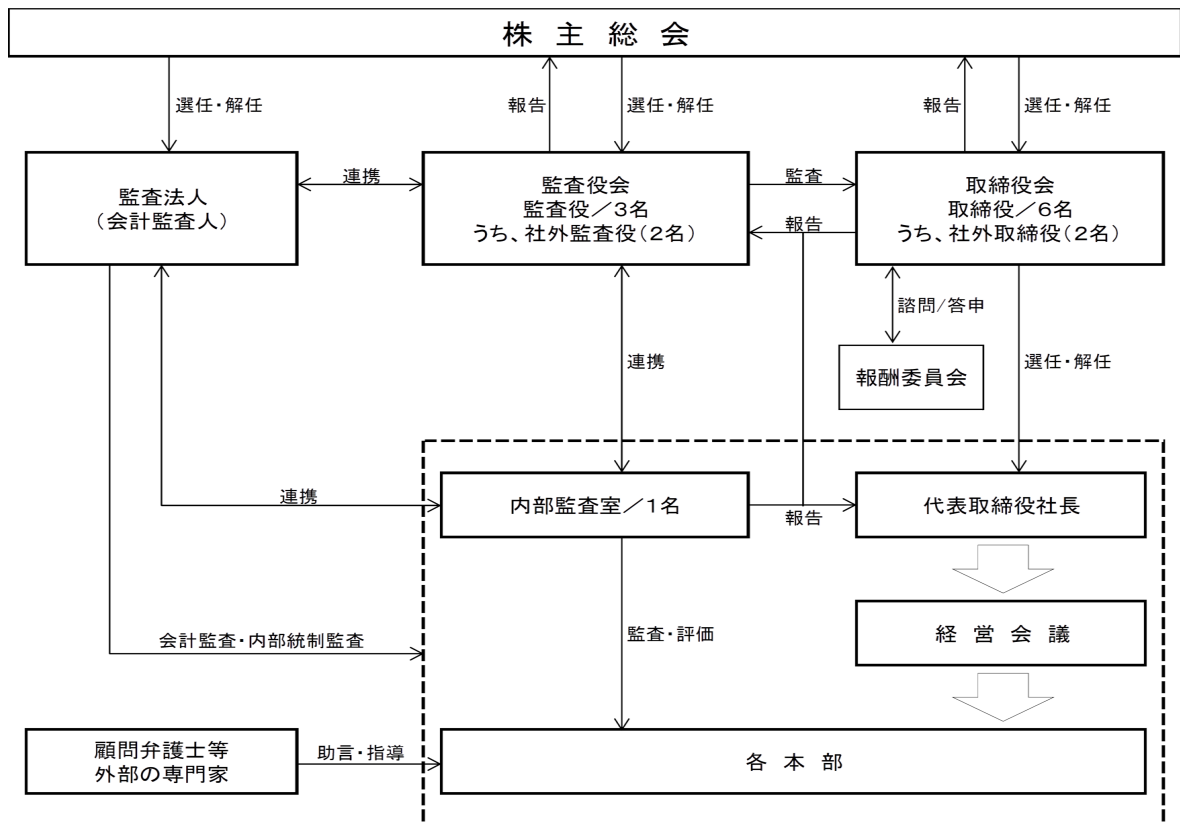 株 主 総 会
選任・解任
報告
選任・解任
報告
選任・解任
監査法人
(会計監査人)
連携
監査役会
監査役／3名
うち、社外監査役(2名)
監査
報告
取締役会
取締役／6名
うち、社外取締役(2名)
諮問/答申
連携
報酬委員会
選任・解任
連携
内部監査室／1名
報告
代表取締役社長
会計監査・内部統制監査
監査・評価
経 営 会 議
顧問弁護士等
外部の専門家
助言・指導
各 本 部